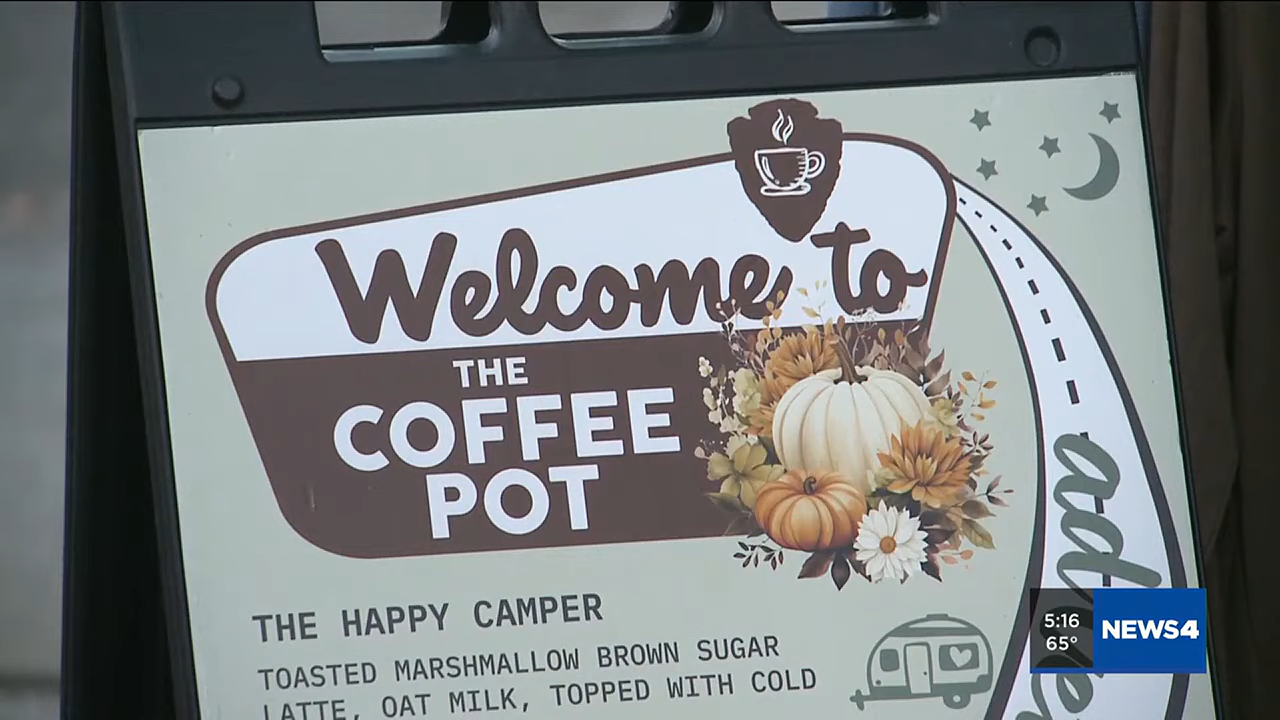 Welcome to
THE
COFFEE
POT
THE HAPPY CAMPER
TOASTED MARSHMALLOW BROWN SUGAR
LATTE, OAT MILK, TOPPED WITH COLD
5:16
65°
NEWS4